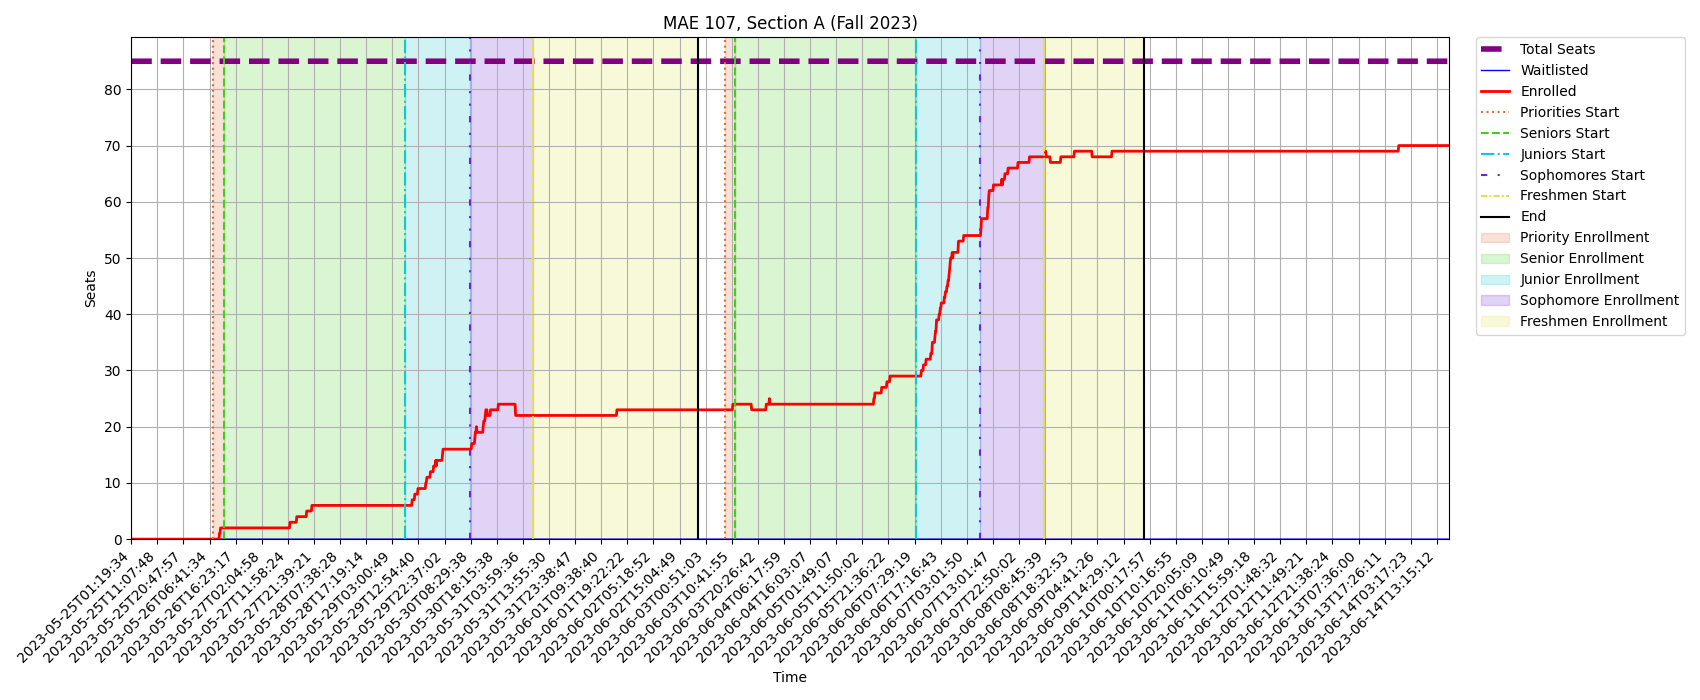 MAE 107, Section A (Fall 2023)
Total Seats
Waitlisted
Enrolled
Priorities Start
Seniors Start
Juniors Start
Sophomores Start
Freshmen Start
End
Priority Enrollment
Senior Enrollment
Junior Enrollment
Sophomore Enrollment
Freshmen Enrollment
Seats
80
70
60
50
40
30
20
10
0
2023-05-25T01:19:34
2023-05-25T11:07:48
2023-05-25T20:47:57
2023-05-26T06:41:34
2023-05-26T16:23:17
2023-05-27T02:04:58
2023-05-27T11:58:24
2023-05-27T21:39:21
2023-05-28T07:38:28
2023-05-28T17:19:14
2023-05-29T03:00:49
2023-05-29T12:54:40
2023-05-29T22:37:02
2023-05-30T08:29:38
2023-05-30T18:15:38
2023-05-31T03:59:36
2023-05-31T13:55:30
2023-05-31T23:38:47
2023-06-01T09:38:40
2023-06-01T19:22:22
2023-06-02T05:18:52
2023-06-02T15:04:49
2023-06-03T00:51:03
2023-06-03T10:41:55
2023-06-03T20:26:42
2023-06-04T06:17:59
2023-06-04T16:03:07
2023-06-05T01:49:07
2023-06-05T11:50:02
2023-06-05T21:36:22
2023-06-06T07:29:19
2023-06-06T17:16:43
2023-06-07T03:01:50
2023-06-07T13:01:47
2023-06-07T22:50:02
2023-06-08T08:45:39
2023-06-08T18:32:53
2023-06-09T04:41:26
2023-06-09T14:29:12
2023-06-10T00:17:57
2023-06-10T10:16:55
2023-06-10T20:05:09
2023-06-11T06:10:49
2023-06-11T15:59:18
2023-06-12T01:48:32
2023-06-12T11:49:21
2023-06-12T21:38:24
2023-06-13T07:36:00
2023-06-13T17:26:11
2023-06-14T03:17:23
2023-06-14T13:15:12
Time